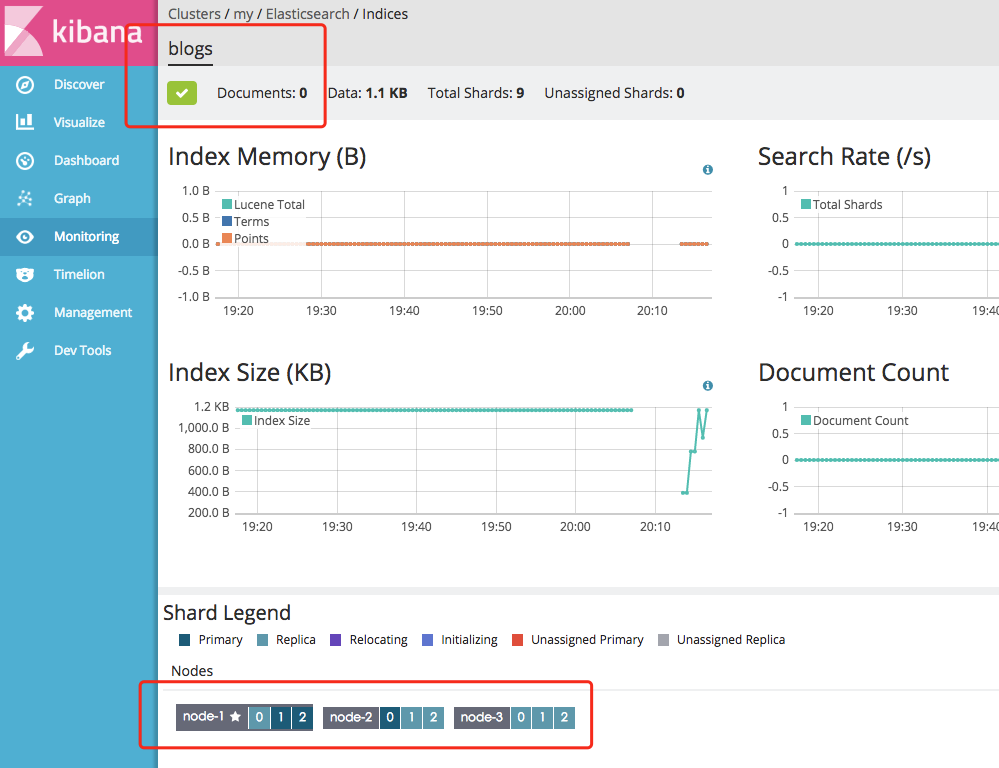 kibana
Discover
Visualize
Dashboard
Graph
Monitoring
Timelion
Management
Dev Tools
Clusters / my / Elasticsearch / Indices
blogs
Documents: 0 Data: 1.1 KB Total Shards: 9 Unassigned Shards: 0
Index Memory (B)
1.0 B
0.5 B
0.0 B
-0.5 B
-1.0 B
Lucene Total
Terms
Points
19:20 19:30 19:40 19:50 20:00 20:10
Search Rate (/s)
1
0.5
0
-0.5
-1
Total Shards
19:20 19:30 19:40
Index Size (KB)
1.2 KB
1,000.0 B
800.0 B
600.0 B
400.0 B
200.0 B
Index Size
19:20 19:30 19:40 19:50 20:00 20:10
Document Count
1
0.5
0
-0.5
-1
Document Count
19:20 19:30 19:40
Shard Legend
Primary Replica Relocating Initializing Unassigned Primary Unassigned Replica
Nodes
node-1 0 1 2 node-2 0 1 2 node-3 0 1 2